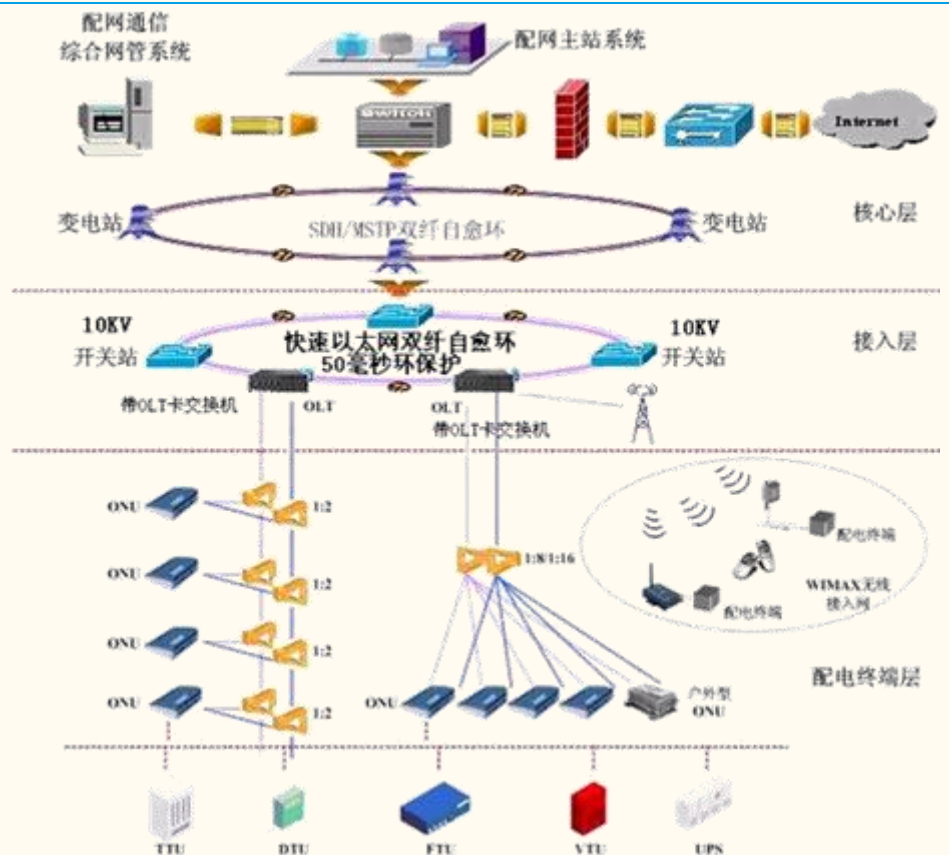 配网通信
综合网管系统
配网主站系统
SWITCH
Internet
变电站
SDH/MSTP双纤自愈环
变电站
核心层
10KV
开关站
快速以太网双纤自愈环
50毫秒环保护
10KV
开关站
接入层
带OLT卡交换机
OLT
OLT
带OLT卡交换机
ONU
1:2
ONU
1:2
ONU
1:2
ONU
1:2
1:8/1:16
ONU
户外型
ONU
配电终端
WIMAX无线
接入网
配电终端
配电终端层
TTU
DTU
FTU
VTU
UPS